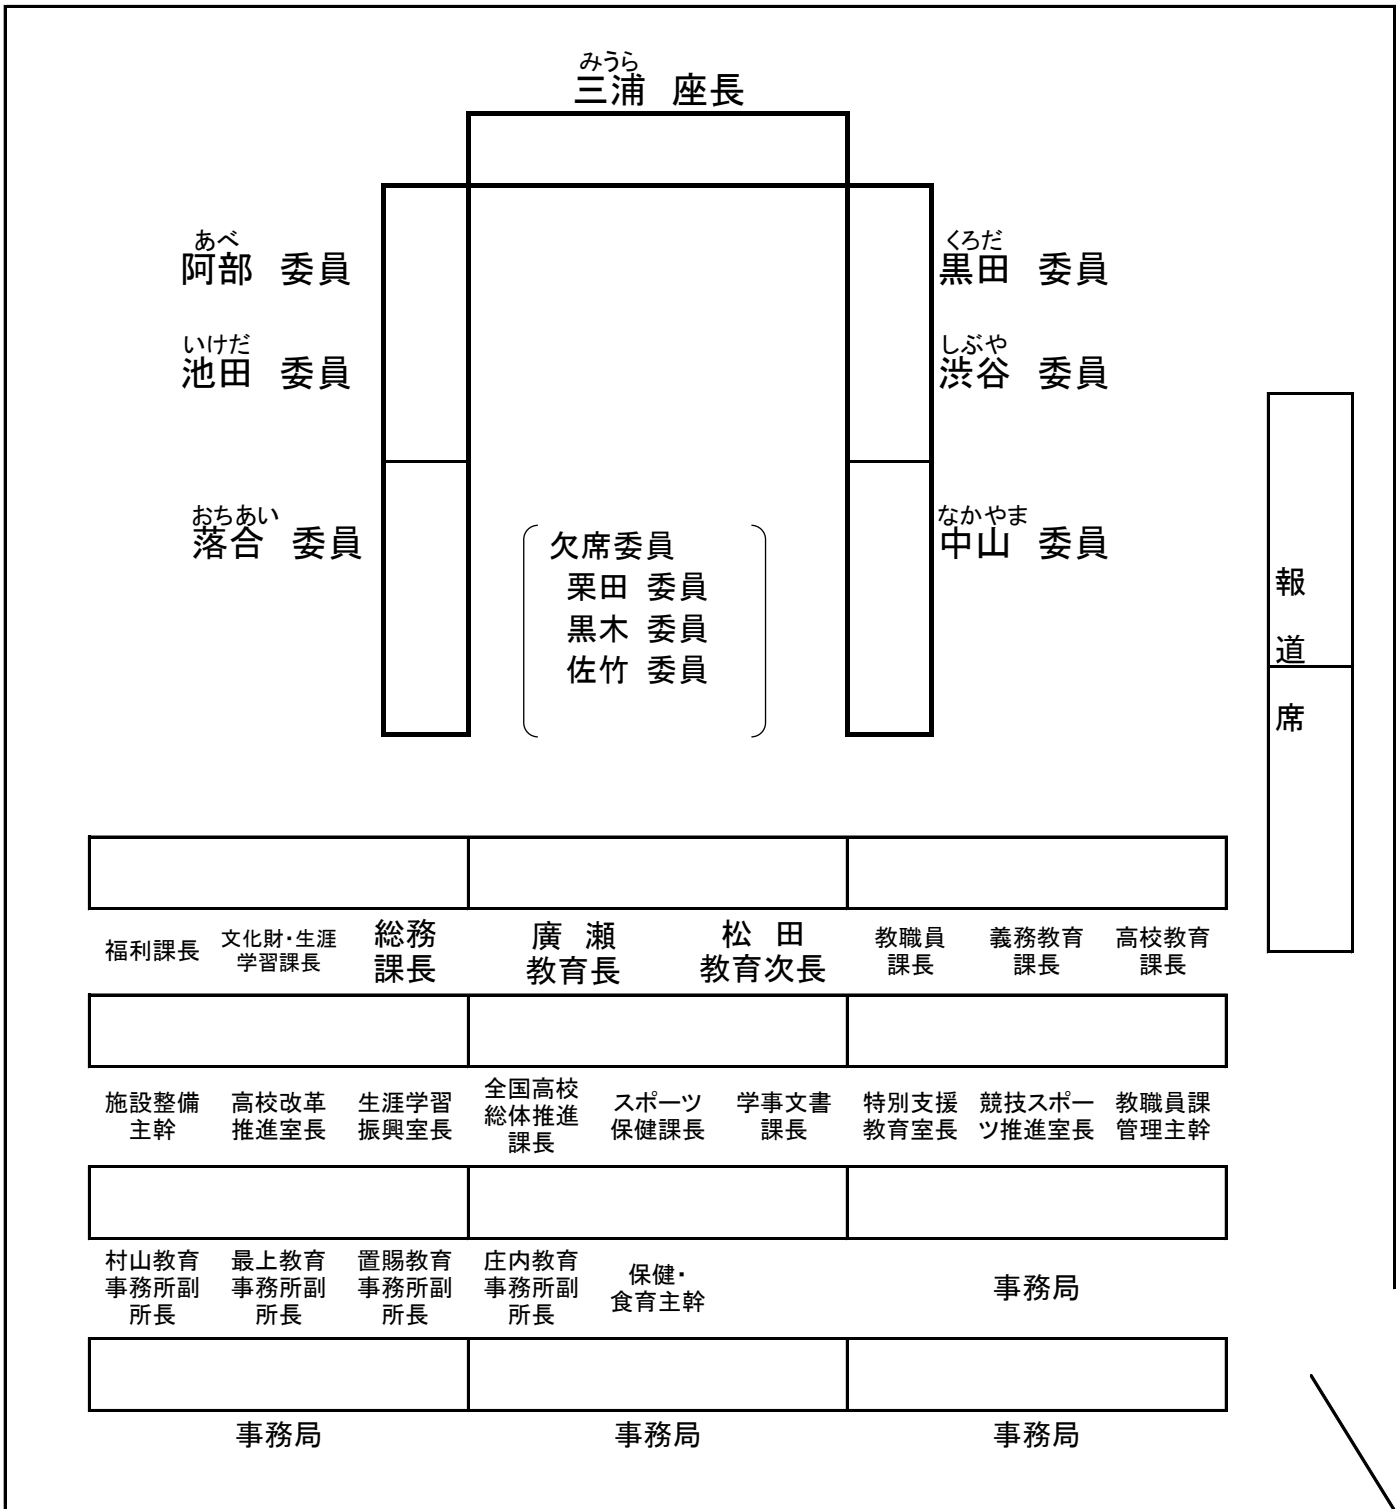 みうら
三浦 座長
あべ
阿部 委員
くろだ
黒田 委員
いけだ
池田 委員
しぶや
渋谷 委員
おちあい
落合 委員
なかやま
中山 委員
欠席委員
栗田 委員
黒木 委員
佐竹 委員
報
道
席
福利課長
文化財・生涯
学習課長
総務
課長
廣 瀬
教育長
松 田
教育次長
教職員
課長
義務教育
課長
高校教育
課長
施設整備
主幹
高校改革
推進室長
生涯学習
振興室長
全国高校
総体推進
課長
スポーツ
保健課長
学事文書
課長
特別支援
教育室長
競技スポー
ツ推進室長
教職員課
管理主幹
村山教育
事務所副
所長
最上教育
事務所副
所長
置賜教育
事務所副
所長
庄内教育
事務所副
所長
保健・
食育主幹
事務局
事務局
事務局
事務局